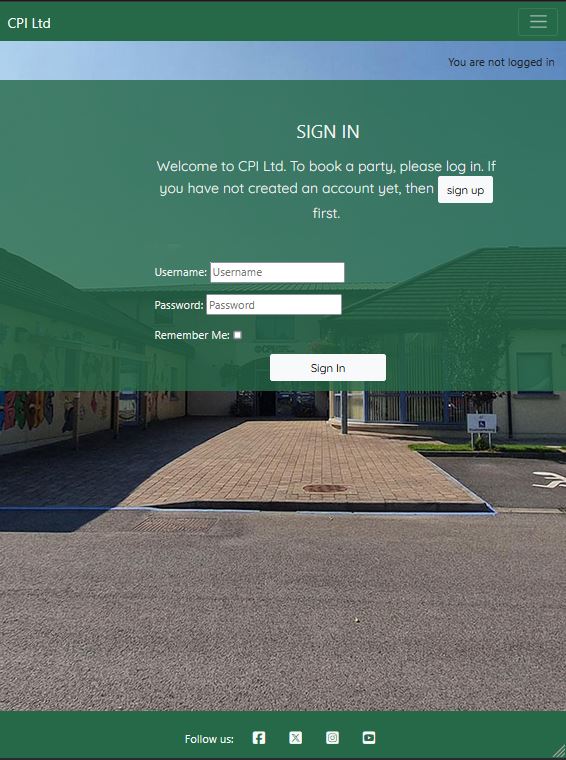 CPI Ltd
You are not logged in
SIGN IN
Welcome to CPI Ltd. To book a party, please log in. If
you have not created an account yet, then sign up
first.
Username: Username
Password: Password
Remember Me:
Sign In
Follow us: